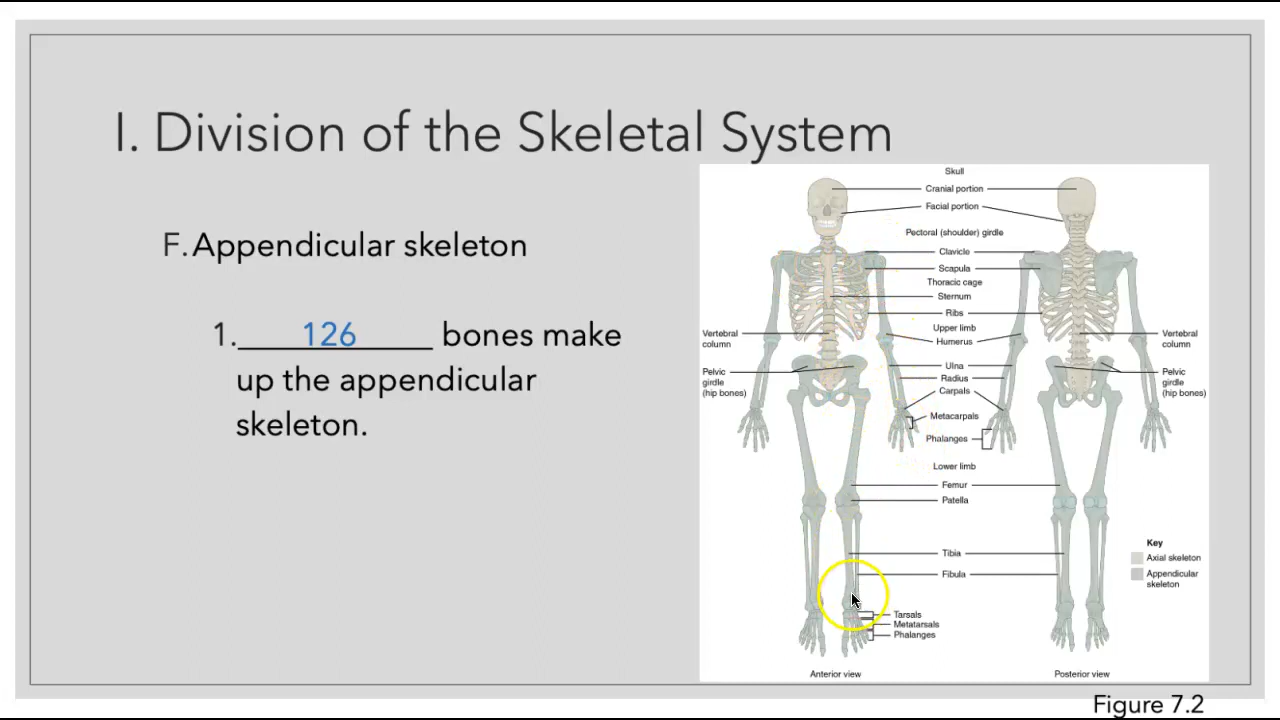 I. Division of the Skeletal System
F. Appendicular skeleton
1. 126 bones make
up the appendicular
skeleton.
Skull
Cranial portion
Facial portion
Pectoral (shoulder) girdle
Clavicle
Scapula
Thoracic cage
Sternum
Ribs
Upper limb
Humerus
Vertebral
column
Vertebral
column
Ulna
Radius
Carpals
Pelvic
girdle
(hip bones)
Pelvic
girdle
(hip bones)
Metacarpals
Phalanges
Lower limb
Femur
Patella
Tibia
Fibula
Key
Axial skeleton
Appendicular
skeleton
Tarsals
Metatarsals
Phalanges
Anterior view
Posterior view
Figure 7.2